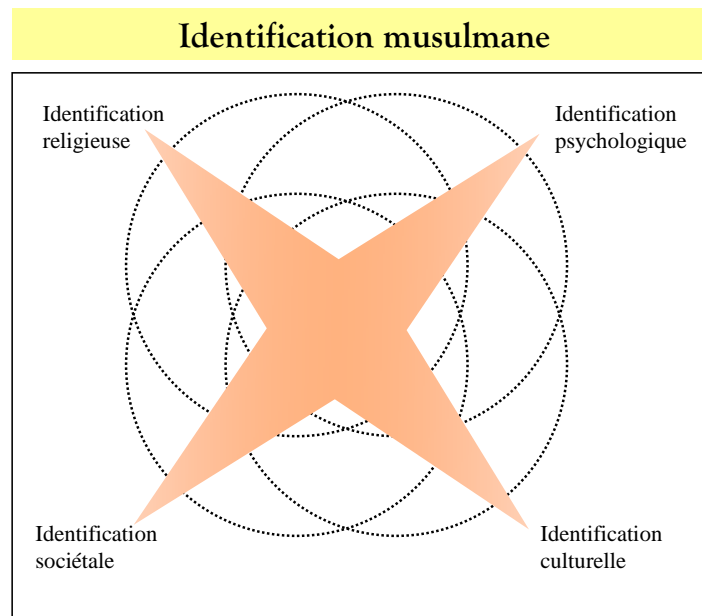 Identification musulmane
Identification
religieuse
Identification
psychologique
Identification
sociétale
Identification
culturelle